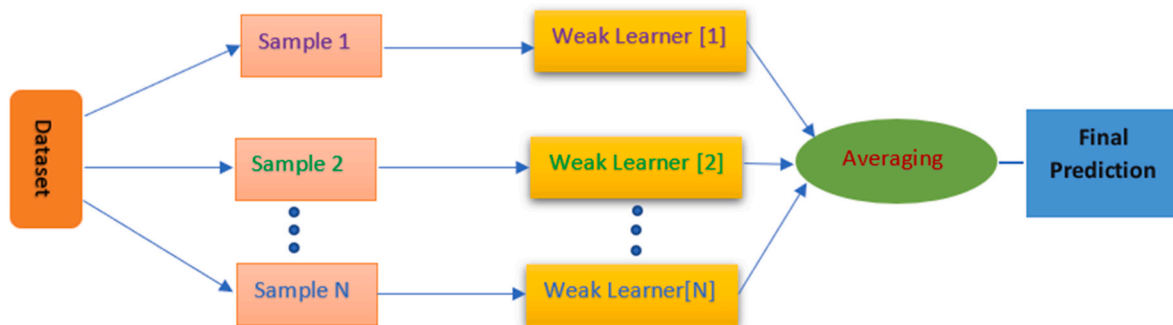 Dataset
Sample 1
Weak Learner [1]
Sample 2
Weak Learner [2]
Averaging
Final
Prediction
Sample N
Weak Learner[N]